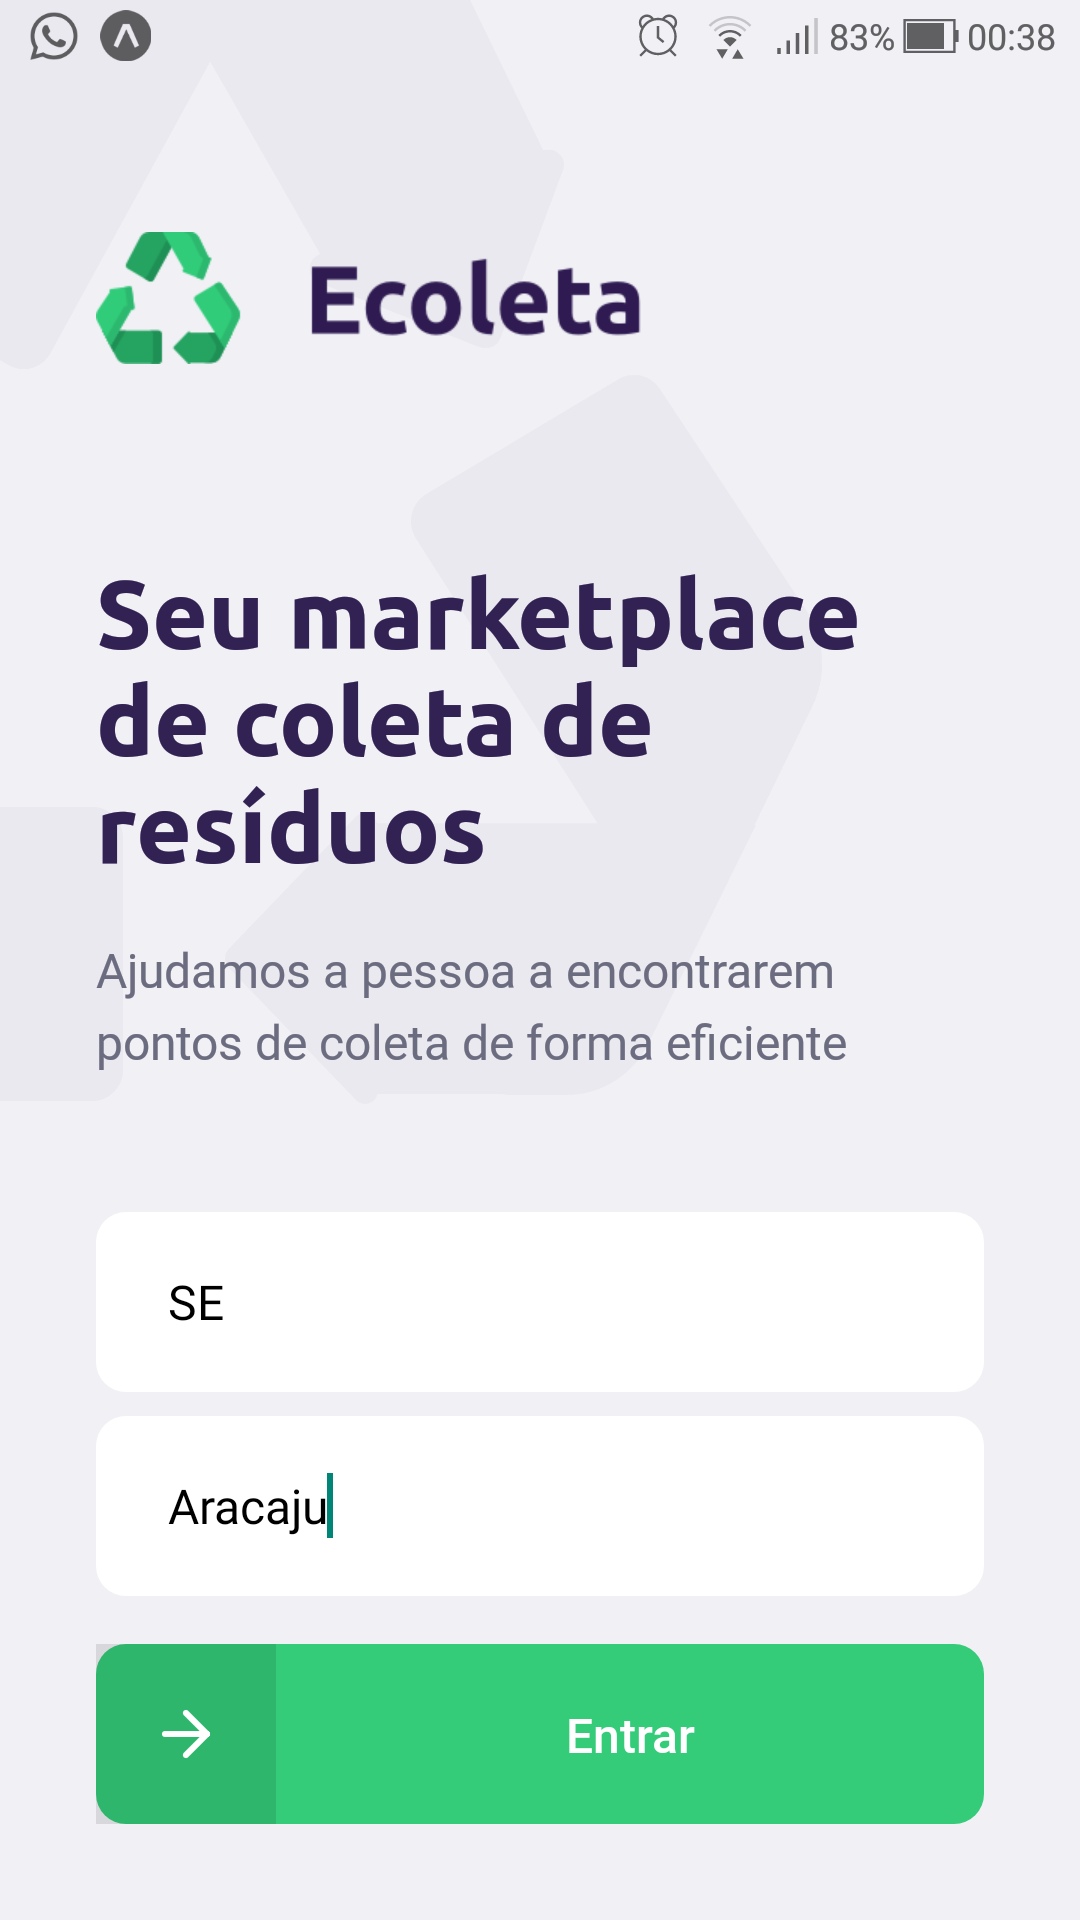 83% 00:38
Ecoleta
Seu marketplace
de coleta de
resíduos
Ajudamos a pessoa a encontrarem
pontos de coleta de forma eficiente
SE
Aracaju
Entrar